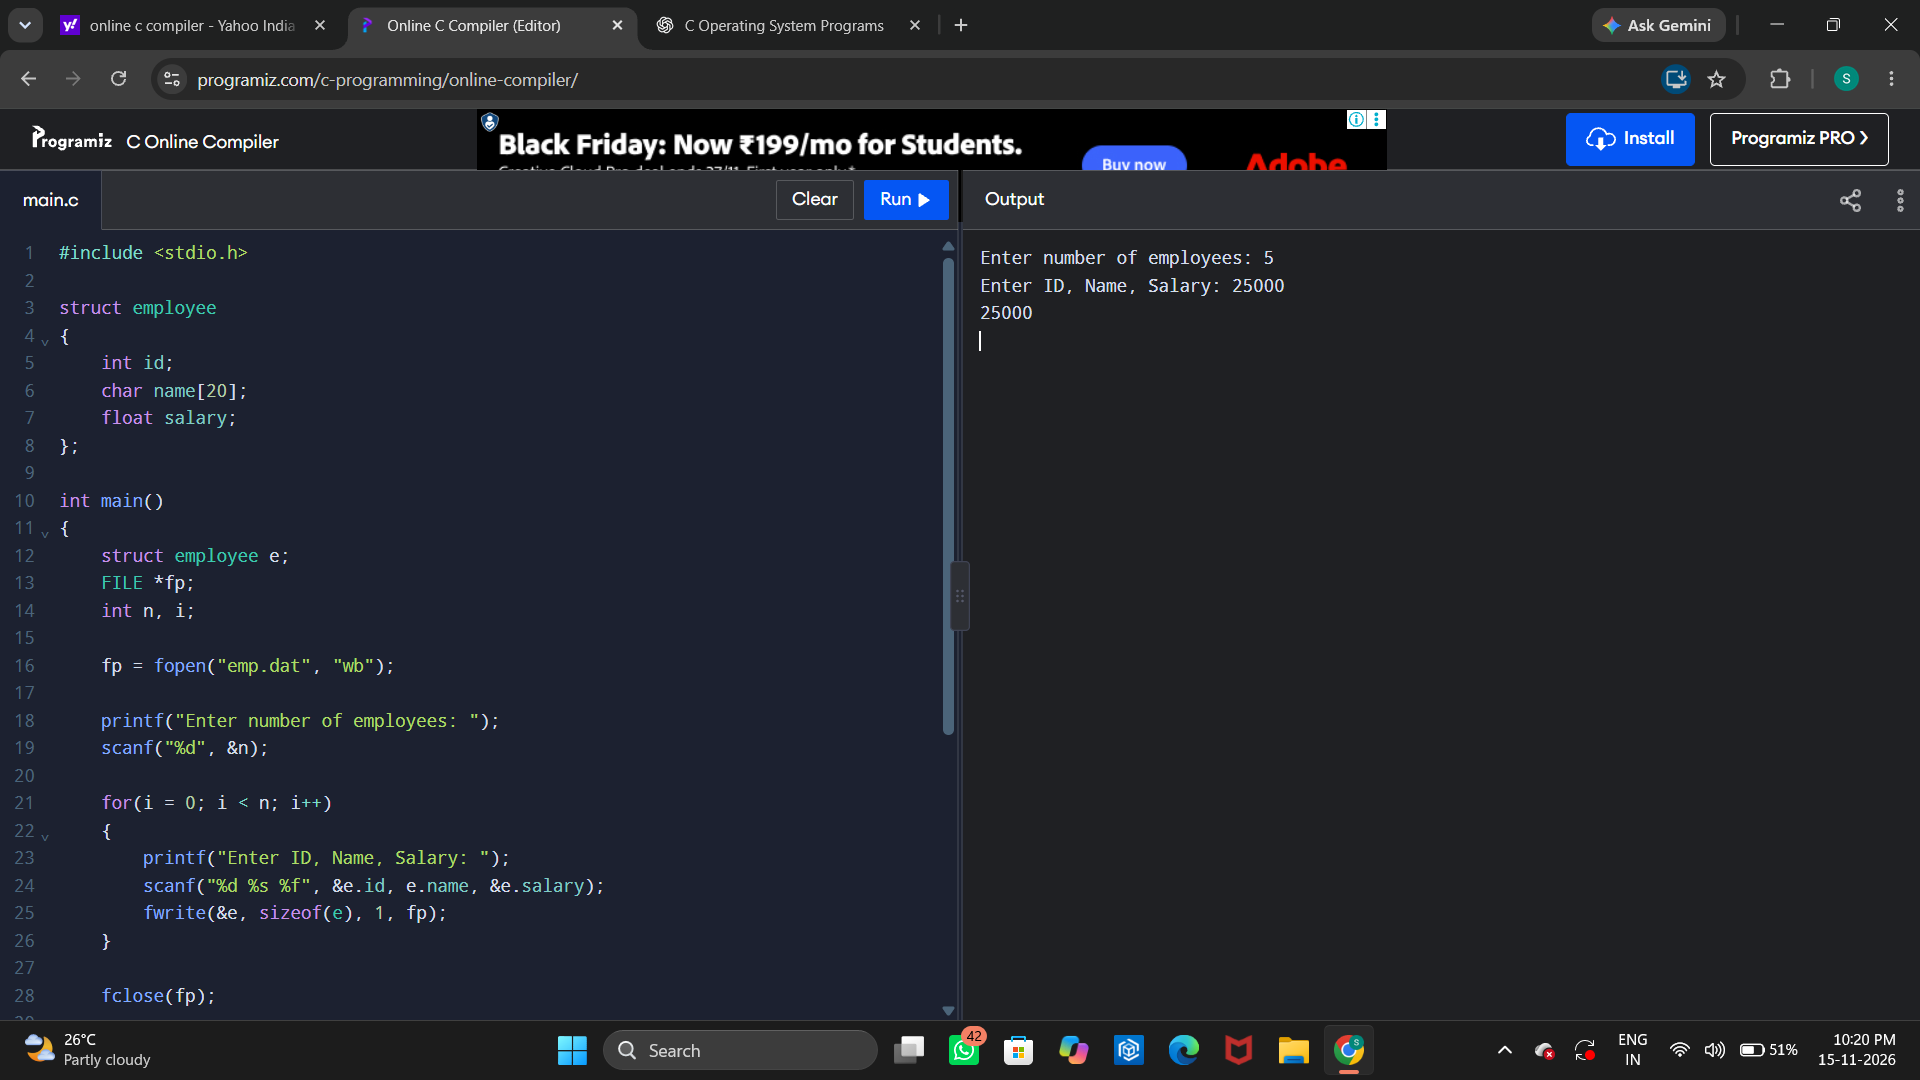 online c compiler - Yahoo India
Online C Compiler (Editor)
C Operating System Programs
Ask Gemini
programiz.com/c-programming/online-compiler/
S
Programiz C Online Compiler
Black Friday: Now ₹199/mo for Students.
Buy now
Adobe
Install
Programiz PRO
main.c
Clear
Run
Output
1 #include <stdio.h>
2
3 struct employee
4 {
5 int id;
6 char name[20];
7 float salary;
8 };
9
10 int main()
11 {
12 struct employee e;
13 FILE *fp;
14 int n, i;
15
16 fp = fopen("emp.dat", "wb");
17
18 printf("Enter number of employees: ");
19 scanf("%d", &n);
20
21 for(i = 0; i < n; i++)
22 {
23 printf("Enter ID, Name, Salary: ");
24 scanf("%d %s %f", &e.id, e.name, &e.salary);
25 fwrite(&e, sizeof(e), 1, fp);
26 }
27
28 fclose(fp);
Enter number of employees: 5
Enter ID, Name, Salary: 25000
25000
26°C
Partly cloudy
Search
42
ENG
IN
51%
10:20 PM
15-11-2026